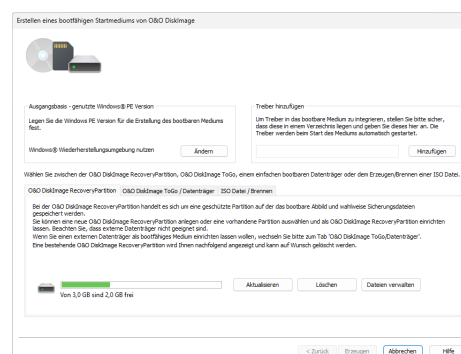 Erstellen eines bootfähigen Startmediums von O&O DiskImage
Ausgangsbasis - genutzte Windows® PE Version
Legen Sie die Windows PE Version für die Erstellung des bootbaren Mediums
fest.
Windows® Wiederherstellungsumgebung nutzen
Ändern
Treiber hinzufügen
Um Treiber in das bootbare Medium zu integrieren, stellen Sie bitte sicher,
dass diese in einem Verzeichnis liegen und geben Sie dieses hier an. Die
Treiber werden beim Start des Mediums automatisch gestartet.
Hinzufügen
Wählen Sie zwischen der O&O DiskImage RecoveryPartition, O&O DiskImage ToGo, einem einfachen bootbaren Datenträger oder dem Erzeugen/Brennen einer ISO Datei.
O&O DiskImage RecoveryPartition O&O DiskImage ToGo / Datenträger ISO Datei / Brennen
Bei der O&O DiskImage RecoveryPartition handelt es sich um eine geschützte Partition auf der das bootbare Abbild und wahlweise Sicherungsdateien
gespeichert werden.
Sie können eine neue O&O DiskImage RecoveryPartition anlegen oder eine vorhandene Partition auswählen und als O&O DiskImage RecoveryPartition einrichten
lassen. Beachten Sie, dass externe Datenträger nicht geeignet sind.
Wenn Sie einen externen Datenträger als bootfähiges Medium einrichten lassen wollen, wechseln Sie bitte zum Tab 'O&O DiskImage ToGo/Datenträger'.
Eine bestehende O&O DiskImage RecoveryPartition wird Ihnen nachfolgend angezeigt und kann auf Wunsch gelöscht werden.
Von 3,0 GB sind 2,0 GB frei
Aktualisieren Löschen Dateien verwalten
< Zurück Erzeugen Abbrechen Hilfe